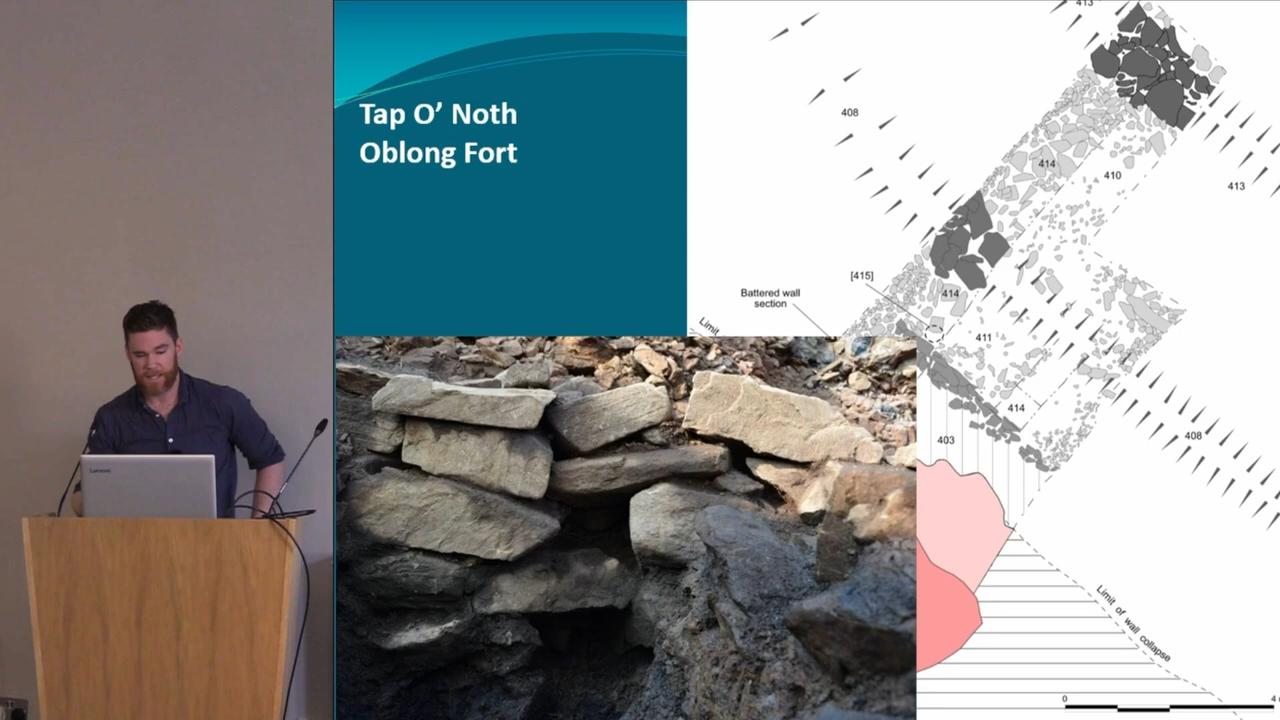 Tap O’ Noth
Oblong Fort
413
408
414
410
413
[415]
414
Battered wall
section
Limit
411
414
408
403
Limit of wall collapse
0
4
Lenovo